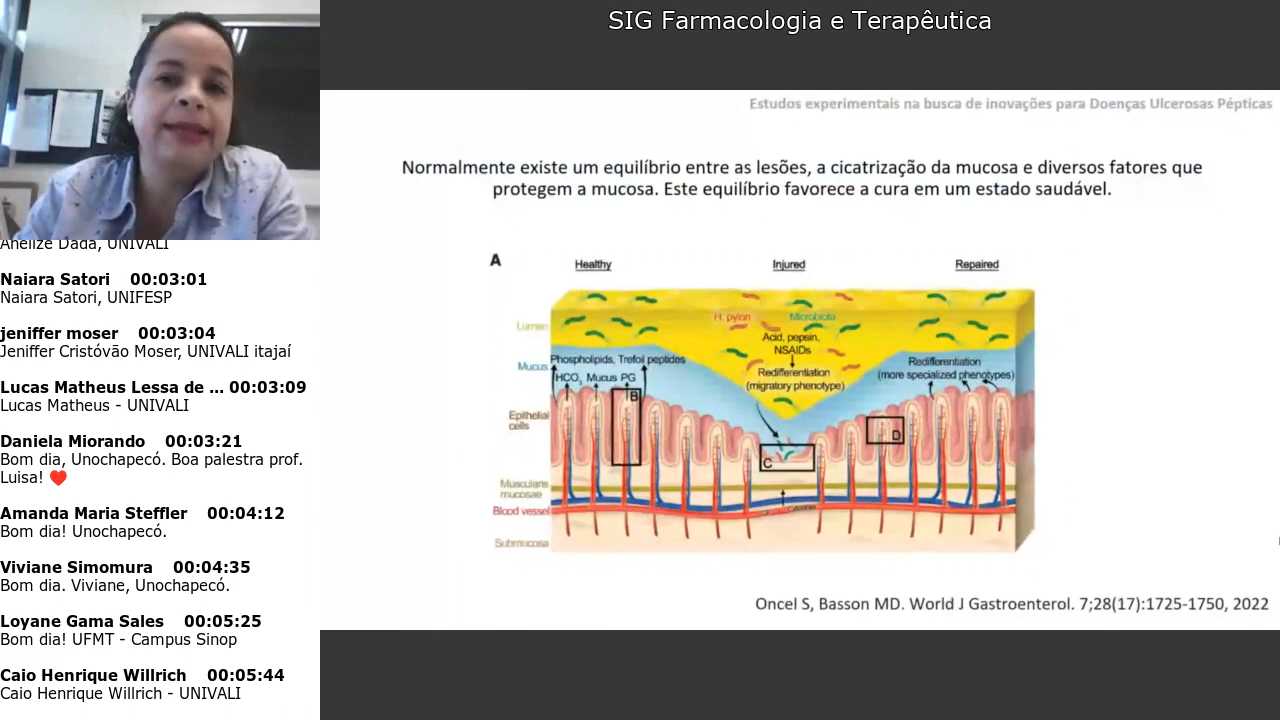 SIG Farmacologia e Terapêutica
Anelize Dada, UNIVALI
Naiara Satori 00:03:01
Naiara Satori, UNIFESP
jeniffer moser 00:03:04
Jeniffer Cristóvão Moser, UNIVALI itajaí
Lucas Matheus Lessa de ... 00:03:09
Lucas Matheus - UNIVALI
Daniela Miorando 00:03:21
Bom dia, Unochapecó. Boa palestra prof.
Luisa! ❤️
Amanda Maria Steffler 00:04:12
Bom dia! Unochapecó.
Viviane Simomura 00:04:35
Bom dia. Viviane, Unochapecó.
Loyane Gama Sales 00:05:25
Bom dia! UFMT - Campus Sinop
Caio Henrique Willrich 00:05:44
Caio Henrique Willrich - UNIVALI
Estudos experimentais na busca de inovações para Doenças Ulcerosas Pépticas
Normalmente existe um equilíbrio entre as lesões, a cicatrização da mucosa e diversos fatores que
protegem a mucosa. Este equilíbrio favorece a cura em um estado saudável.
A
Healthy
Injured
Repaired
Lumen
H. pylori
Microbiota
Acid, pepsin,
NSAIDs
Mucus
Phospholipids, Trefoil peptides
HCO3 Mucus PG
Redifferentiation
(migratory phenotype)
Redifferentiation
(more specialized phenotypes)
Epithelial
cells
B
C
D
Muscularis
mucosae
Blood vessel
Submucosa
Oncel S, Basson MD. World J Gastroenterol. 7;28(17):1725-1750, 2022